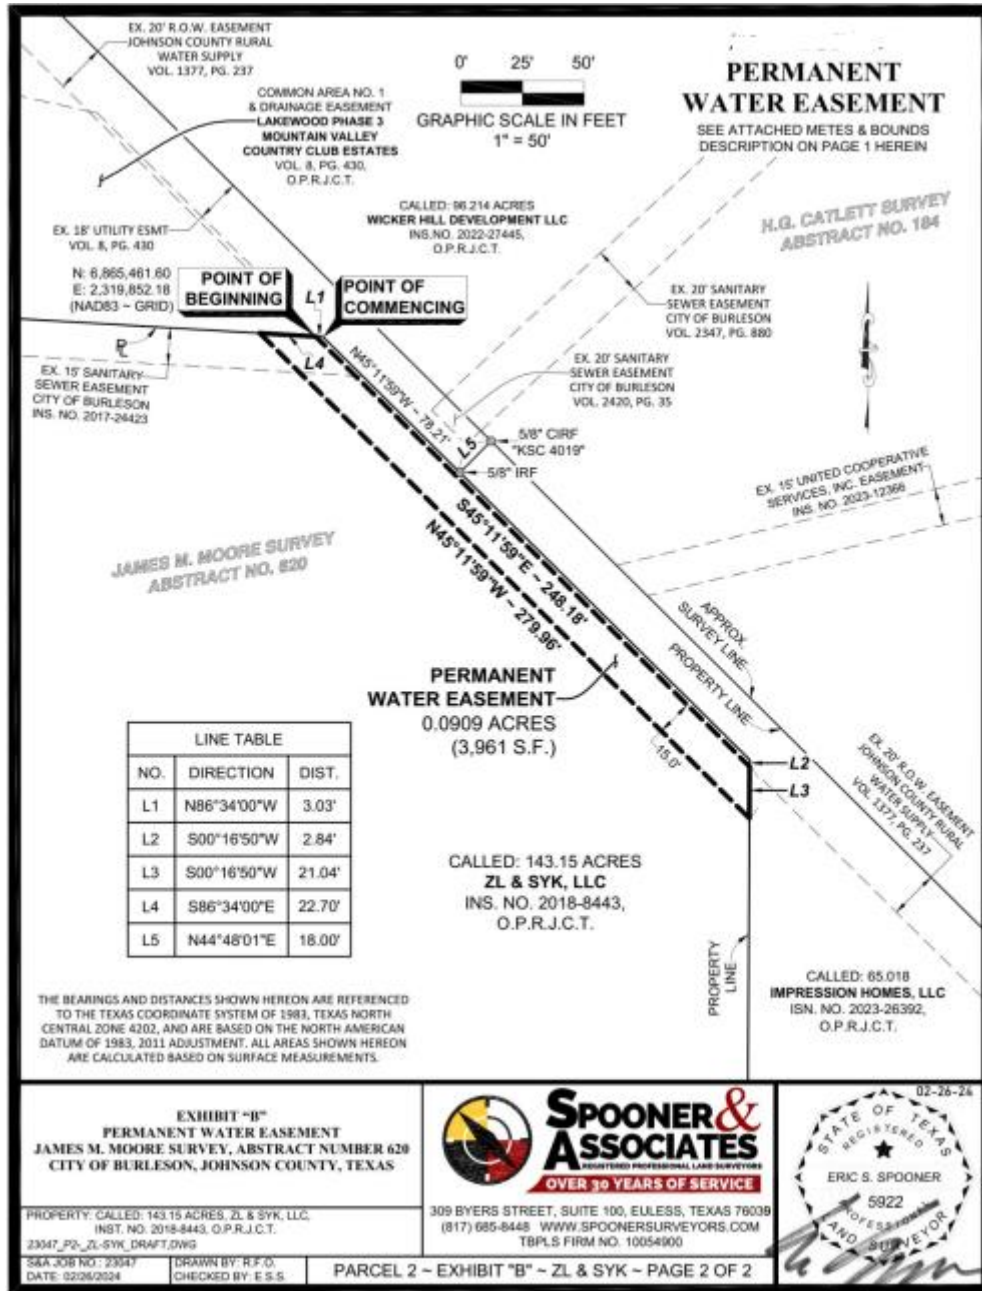 EX. 20' R.O.W. EASEMENT
JOHNSON COUNTY RURAL
WATER SUPPLY
VOL. 1377, PG. 237
COMMON AREA NO. 1
& DRAINAGE EASEMENT
LAKEWOOD PHASE 3
MOUNTAIN VALLEY
COUNTRY CLUB ESTATES
VOL. 8, PG. 430,
O.P.R.J.C.T.
0' 25' 50'
GRAPHIC SCALE IN FEET
1" = 50'
PERMANENT
WATER EASEMENT
SEE ATTACHED METES & BOUNDS
DESCRIPTION ON PAGE 1 HEREIN
CALLED: 96.214 ACRES
WICKER HILL DEVELOPMENT LLC
INS.NO. 2022-27445,
O.P.R.J.C.T.
H.G. CATLETT SURVEY
ABSTRACT NO. 184
EX. 18' UTILITY ESMT
VOL. 8, PG. 430
N: 6,865,461.60
E: 2,319,852.18
(NAD83 ~ GRID)
POINT OF
BEGINNING
L1
POINT OF
COMMENCING
L4
EX. 15' SANITARY
SEWER EASEMENT
CITY OF BURLESON
INS. NO. 2017-24423
EX. 20' SANITARY
SEWER EASEMENT
CITY OF BURLESON
VOL. 2347, PG. 880
EX. 20' SANITARY
SEWER EASEMENT
CITY OF BURLESON
VOL. 2420, PG. 35
N45°11'59"W ~ 78.21'
L5
5/8" CIRF
"KSC 4019"
5/8" IRF
EX. 15' UNITED COOPERATIVE
SERVICES, INC. EASEMENT
INS. NO. 2023-12366
JAMES M. MOORE SURVEY
ABSTRACT NO. 620
S45°11'59"E ~ 248.18'
N45°11'59"W ~ 279.96'
APPROX.
SURVEY LINE
PROPERTY LINE
PERMANENT
WATER EASEMENT
0.0909 ACRES
(3,961 S.F.)
15.0'
L2
L3
EX. 20' R.O.W. EASEMENT
JOHNSON COUNTY RURAL
WATER SUPPLY
VOL. 1377, PG. 237
LINE TABLE
NO. DIRECTION DIST.
L1 N86°34'00"W 3.03'
L2 S00°16'50"W 2.84'
L3 S00°16'50"W 21.04'
L4 S86°34'00"E 22.70'
L5 N44°48'01"E 18.00'
CALLED: 143.15 ACRES
ZL & SYK, LLC
INS. NO. 2018-8443,
O.P.R.J.C.T.
PROPERTY
LINE
CALLED: 65.018
IMPRESSION HOMES, LLC
ISN. NO. 2023-26392,
O.P.R.J.C.T.
THE BEARINGS AND DISTANCES SHOWN HEREON ARE REFERENCED
TO THE TEXAS COORDINATE SYSTEM OF 1983, TEXAS NORTH
CENTRAL ZONE 4202, AND ARE BASED ON THE NORTH AMERICAN
DATUM OF 1983, 2011 ADJUSTMENT. ALL AREAS SHOWN HEREON
ARE CALCULATED BASED ON SURFACE MEASUREMENTS.
EXHIBIT "B"
PERMANENT WATER EASEMENT
JAMES M. MOORE SURVEY, ABSTRACT NUMBER 620
CITY OF BURLESON, JOHNSON COUNTY, TEXAS
PROPERTY: CALLED: 143.15 ACRES, ZL & SYK, LLC,
INST. NO. 2018-8443, O.P.R.J.C.T.
23047_P2-_ZL-SYK_DRAFT.DWG
S&A JOB NO.: 23047
DATE: 02/26/2024
DRAWN BY: R.F.O.
CHECKED BY: E.S.S.
SPOONER &
ASSOCIATES
REGISTERED PROFESSIONAL LAND SURVEYORS
OVER 30 YEARS OF SERVICE
309 BYERS STREET, SUITE 100, EULESS, TEXAS 76039
(817) 685-8448 WWW.SPOONERSURVEYORS.COM
TBPLS FIRM NO. 10054900
PARCEL 2 ~ EXHIBIT "B" ~ ZL & SYK ~ PAGE 2 OF 2
02-26-24
STATE OF TEXAS
REGISTERED
ERIC S. SPOONER
5922
PROFESSIONAL
LAND SURVEYOR